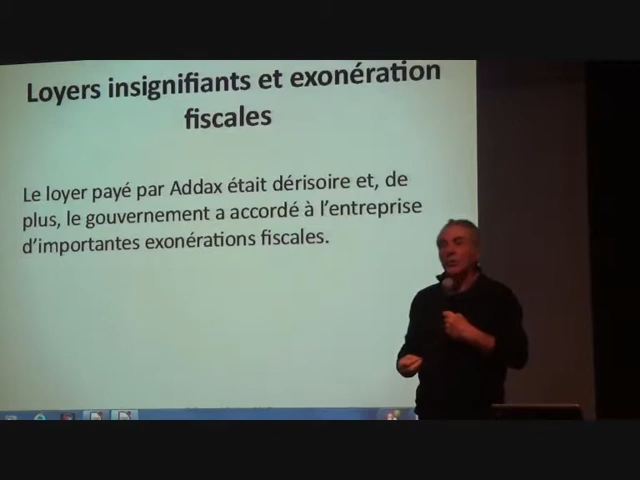 Loyers insignifiants et exonération
fiscales
Le loyer payé par Addax était dérisoire et, de
plus, le gouvernement a accordé à l’entreprise
d’importantes exonérations fiscales.